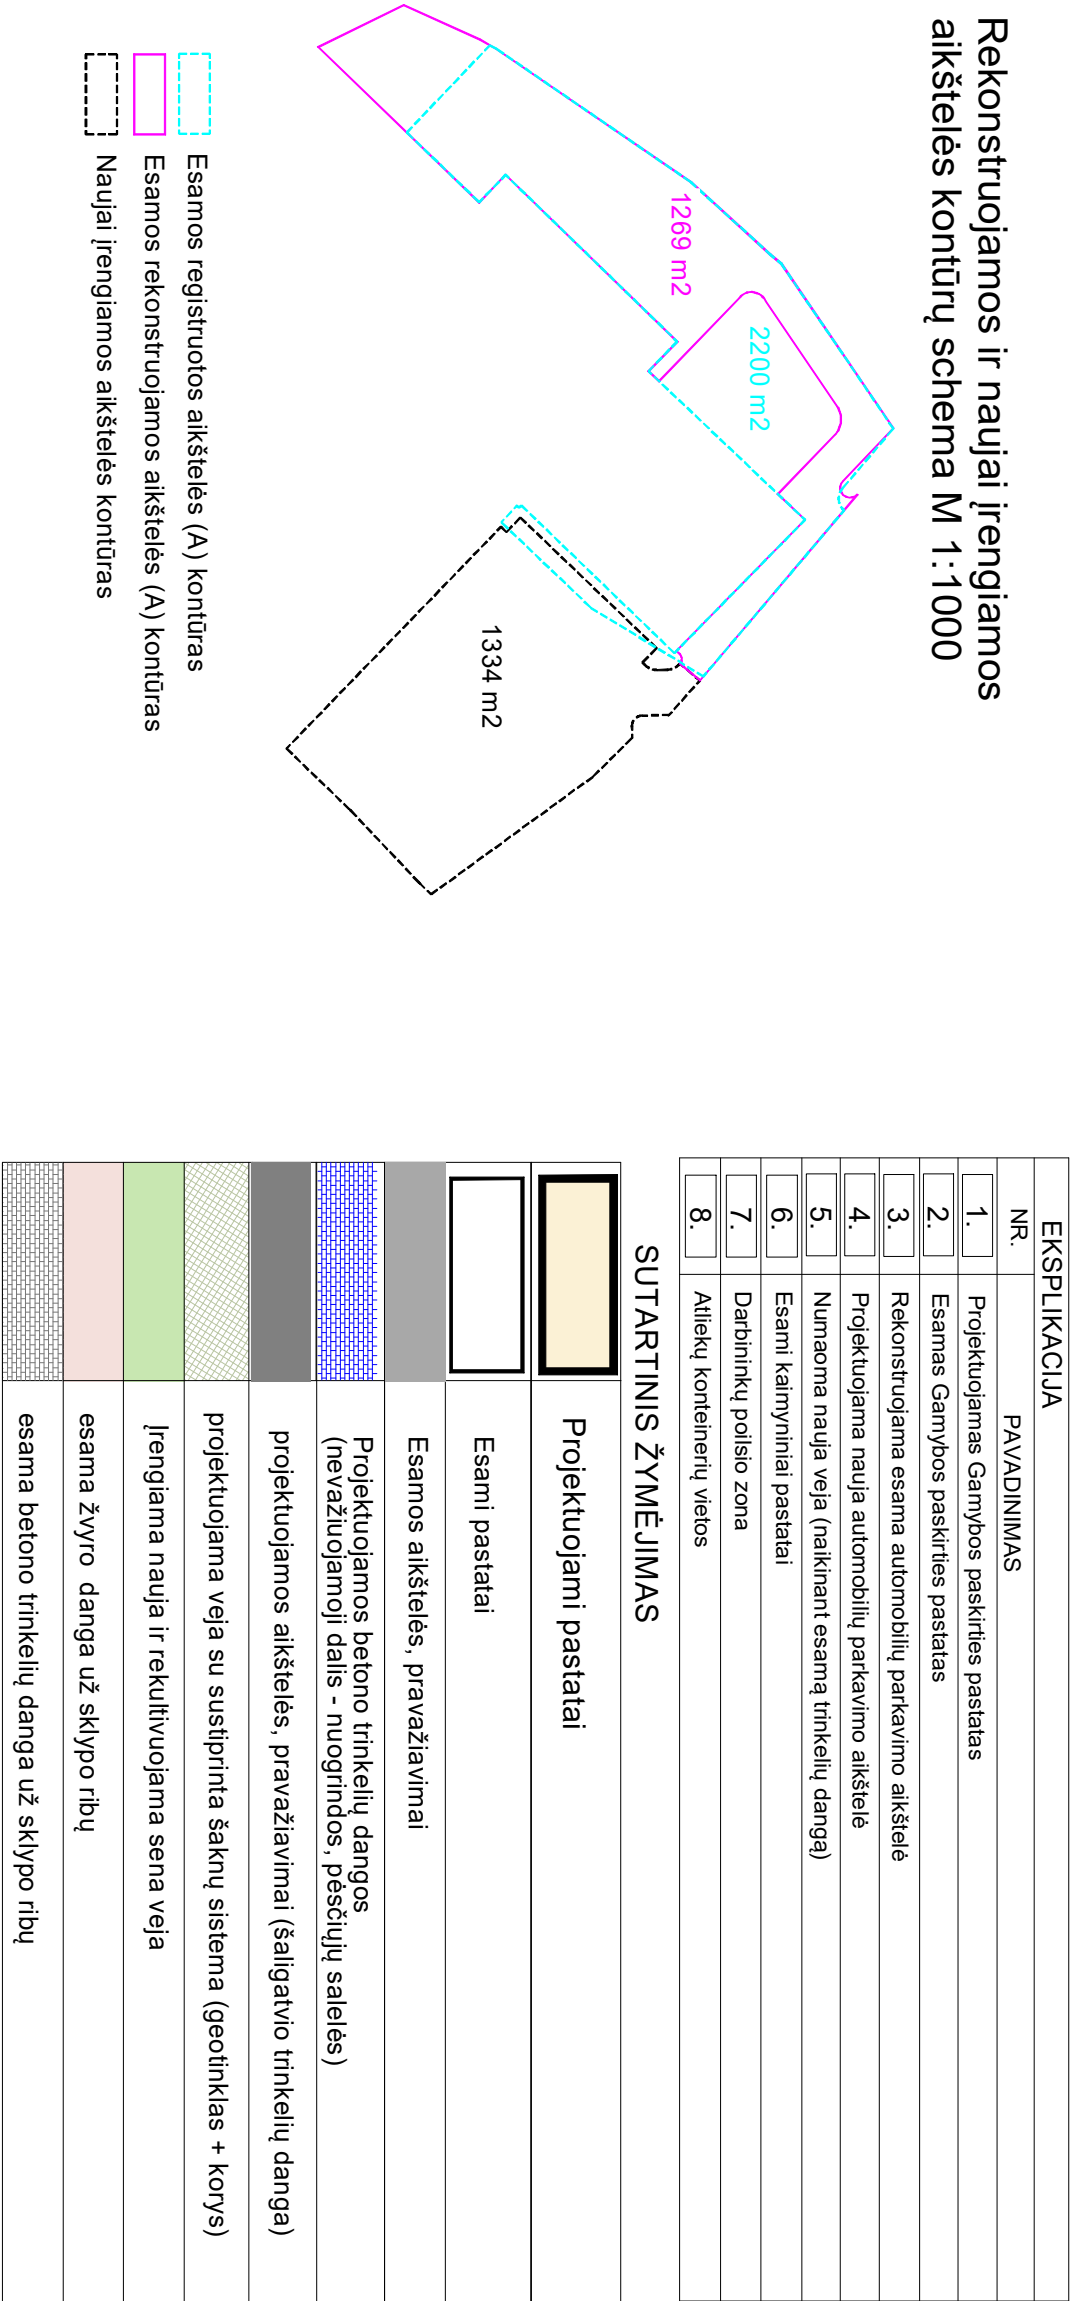 Rekonstruojamos ir naujai įrengiamos
aikštelės kontūrų schema M 1:1000
1269 m2
2200 m2
1334 m2
Esamos registruotos aikštelės (A) kontūras
Esamos rekonstruojamos aikštelės (A) kontūras
Naujai įrengiamos aikštelės kontūras
EKSPLIKACIJA
NR. PAVADINIMAS
1. Projektuojamas Gamybos paskirties pastatas
2. Esamas Gamybos paskirties pastatas
3. Rekonstruojama esama automobilių parkavimo aikštelė
4. Projektuojama nauja automobilių parkavimo aikštelė
5. Numaoma nauja veja (naikinant esamą trinkelių dangą)
6. Esami kaimyniniai pastatai
7. Darbininkų poilsio zona
8. Atliekų konteinerių vietos
SUTARTINIS ŽYMĖJIMAS
Projektuojami pastatai
Esami pastatai
Esamos aikštelės, pravažiavimai
Projektuojamos betono trinkelių dangos
(nevažiuojamoji dalis - nuogrindos, pėsčiųjų salelės)
projektuojamos aikštelės, pravažiavimai (šaligatvio trinkelių danga)
projektuojama veja su sustiprinta šaknų sistema (geotinklas + korys)
Įrengiama nauja ir rekultivuojama sena veja
esama žvyro danga už sklypo ribų
esama betono trinkelių danga už sklypo ribų